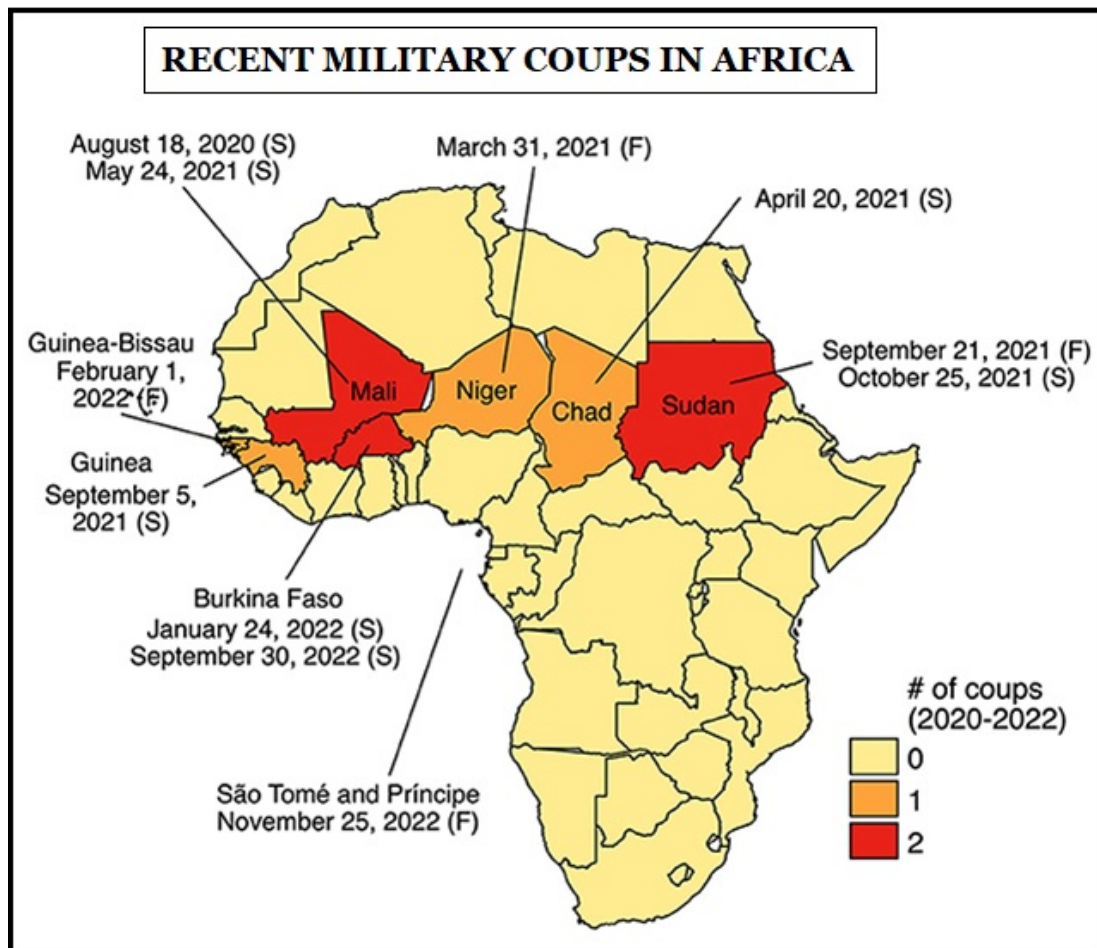 RECENT MILITARY COUPS IN AFRICA
August 18, 2020 (S)
May 24, 2021 (S)
March 31, 2021 (F)
April 20, 2021 (S)
Guinea-Bissau
February 1,
2022 (F)
Mali
Niger
Chad
Sudan
September 21, 2021 (F)
October 25, 2021 (S)
Guinea
September 5,
2021 (S)
Burkina Faso
January 24, 2022 (S)
September 30, 2022 (S)
São Tomé and Príncipe
November 25, 2022 (F)
# of coups
(2020-2022)
0
1
2